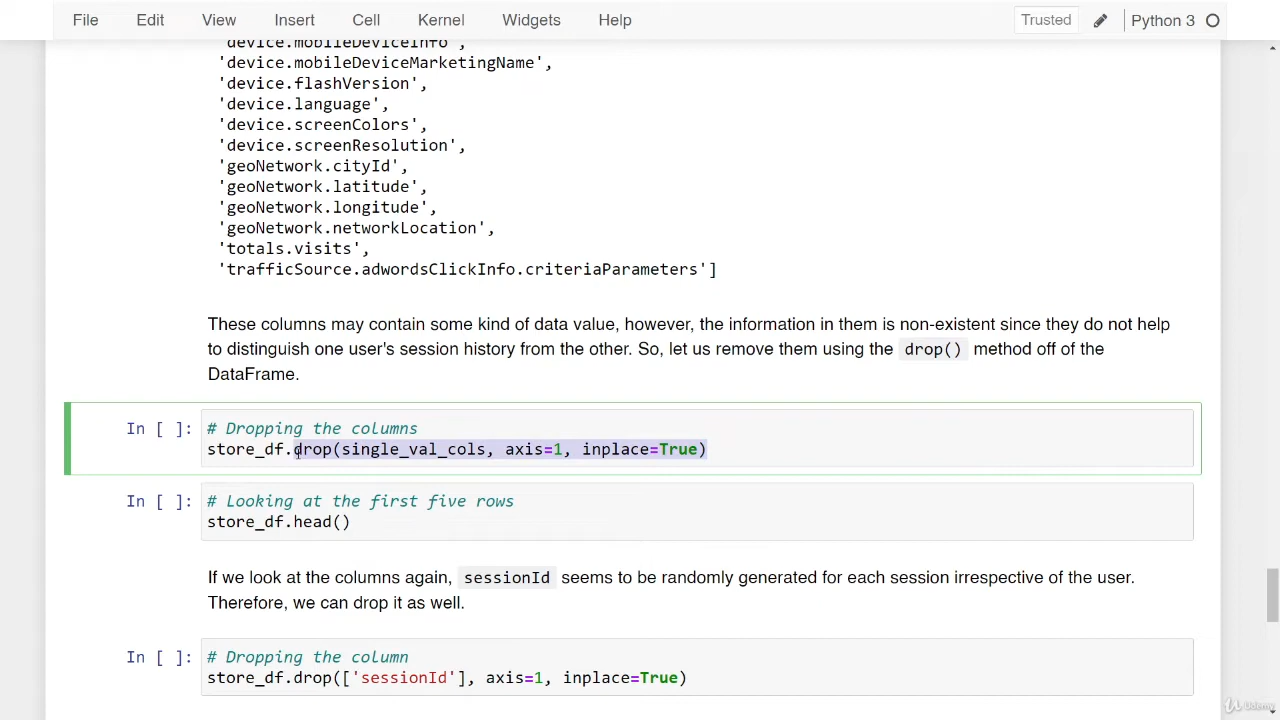 File Edit View Insert Cell Kernel Widgets Help Trusted Python 3
'device.mobileDeviceInfo',
'device.mobileDeviceMarketingName',
'device.flashVersion',
'device.language',
'device.screenColors',
'device.screenResolution',
'geoNetwork.cityId',
'geoNetwork.latitude',
'geoNetwork.longitude',
'geoNetwork.networkLocation',
'totals.visits',
'trafficSource.adwordsClickInfo.criteriaParameters']
These columns may contain some kind of data value, however, the information in them is non-existent since they do not help
to distinguish one user's session history from the other. So, let us remove them using the drop() method off of the
DataFrame.
In [ ]: # Dropping the columns
store_df.drop(single_val_cols, axis=1, inplace=True)
In [ ]: # Looking at the first five rows
store_df.head()
If we look at the columns again, sessionId seems to be randomly generated for each session irrespective of the user.
Therefore, we can drop it as well.
In [ ]: # Dropping the column
store_df.drop(['sessionId'], axis=1, inplace=True)
Udemy